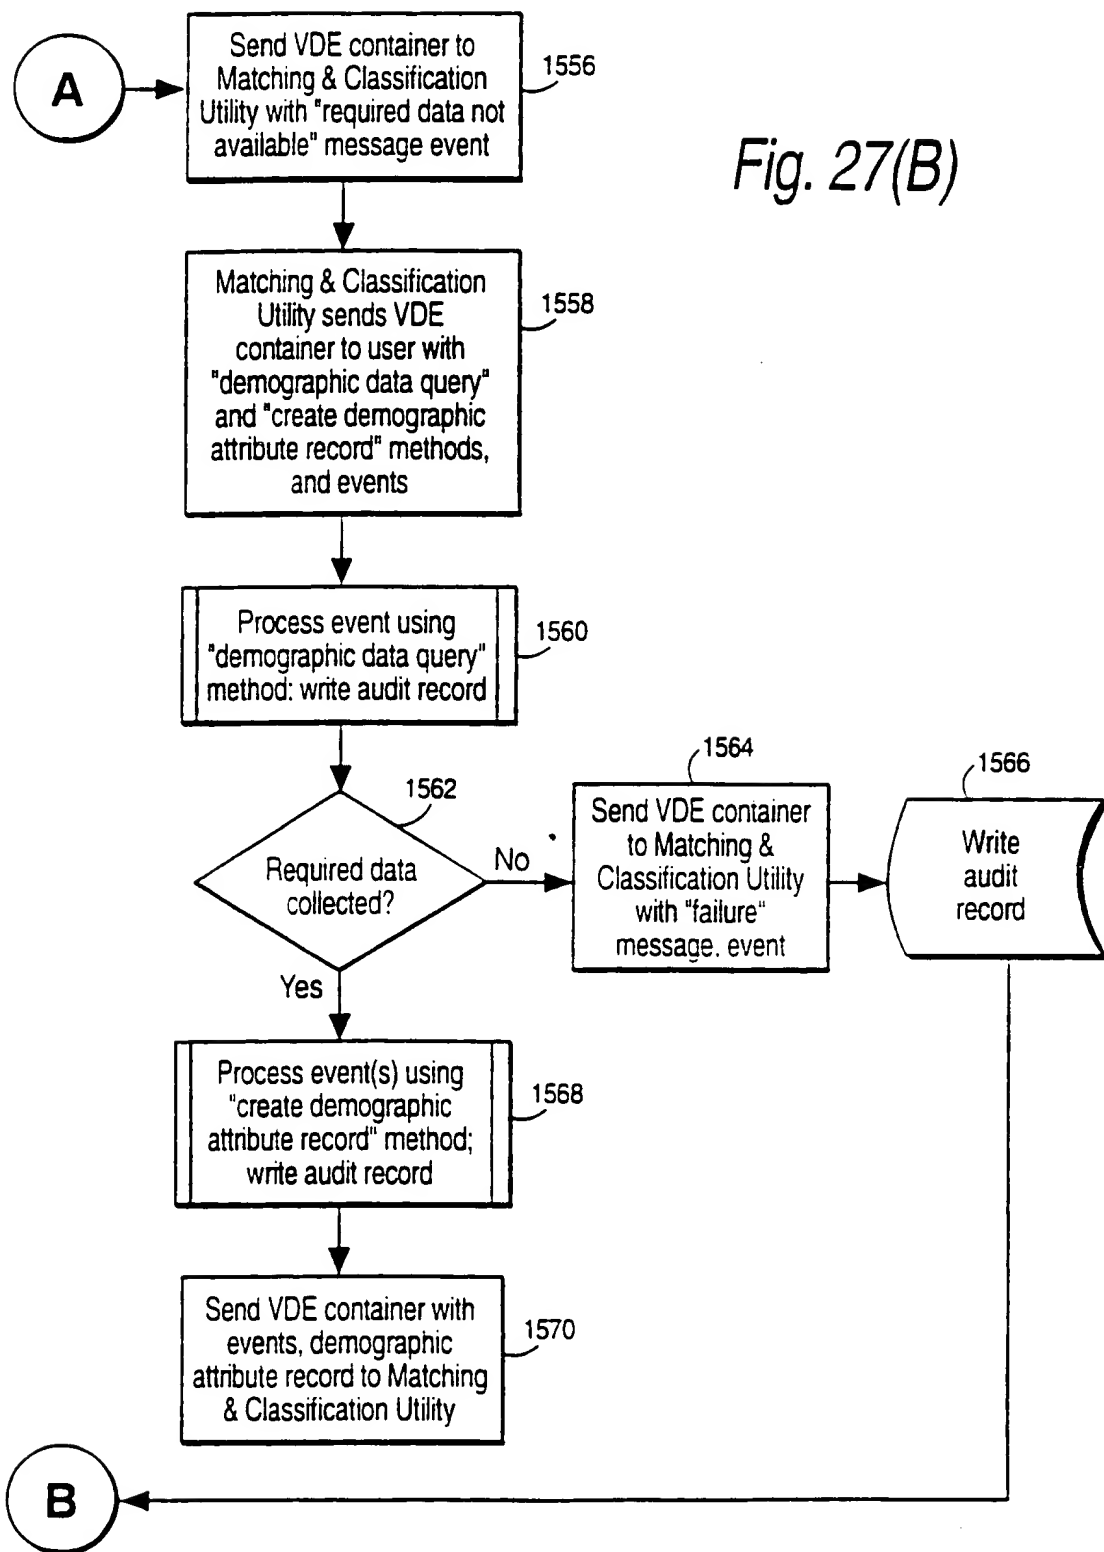 A
Send VDE container to
Matching & Classification
Utility with "required data not
available" message event
1556
Fig. 27(B)
Matching & Classification
Utility sends VDE
container to user with
"demographic data query"
and "create demographic
attribute record" methods,
and events
1558
Process event using
"demographic data query"
method: write audit record
1560
1562
Required data
collected?
No
Yes
1564
Send VDE container
to Matching &
Classification Utility
with "failure"
message. event
1566
Write
audit
record
Process event(s) using
"create demographic
attribute record" method;
write audit record
1568
Send VDE container with
events, demographic
attribute record to Matching
& Classification Utility
1570
B